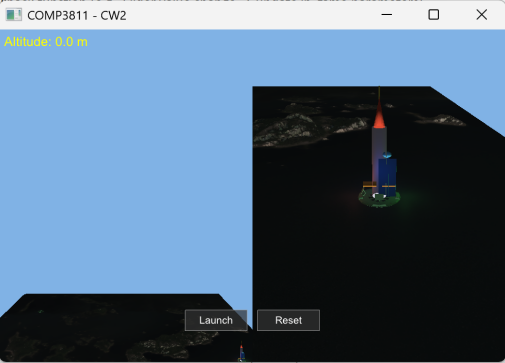 COMP3811 - CW2
Altitude: 0.0 m
Launch
Reset